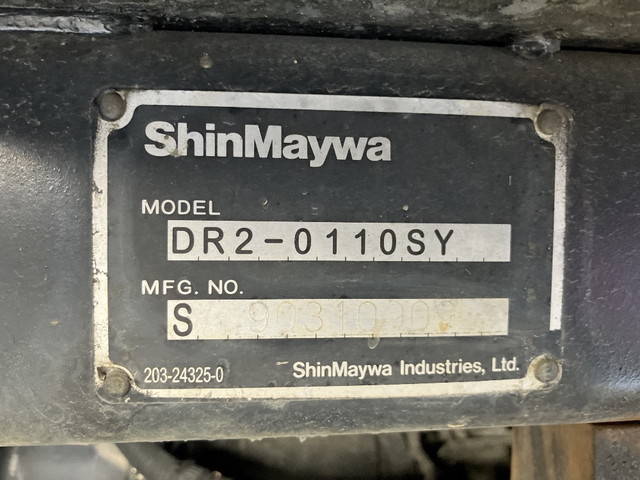 ShinMaywa
MODEL
DR2-0110SY
MFG. NO.
S
203-24325-0
ShinMaywa Industries, Ltd.